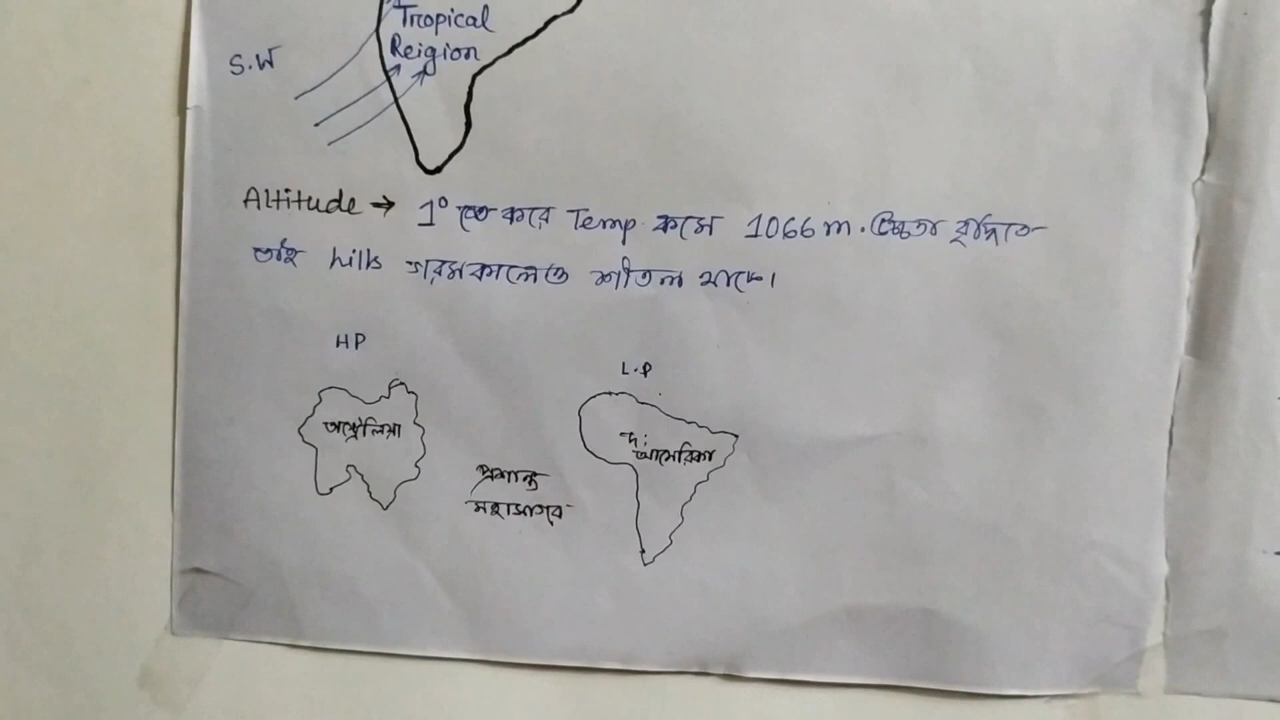 Tropical
Reigion
S.W
Altitude → 1° করে Temp. কমে 1066 m. উচ্চতা বৃদ্ধিতে
তাই hills গরমকালেও শীতল থাকে।
HP
L.P
অস্ট্রেলিয়া
দ:
আমেরিকা
প্রশান্ত
মহাসাগর